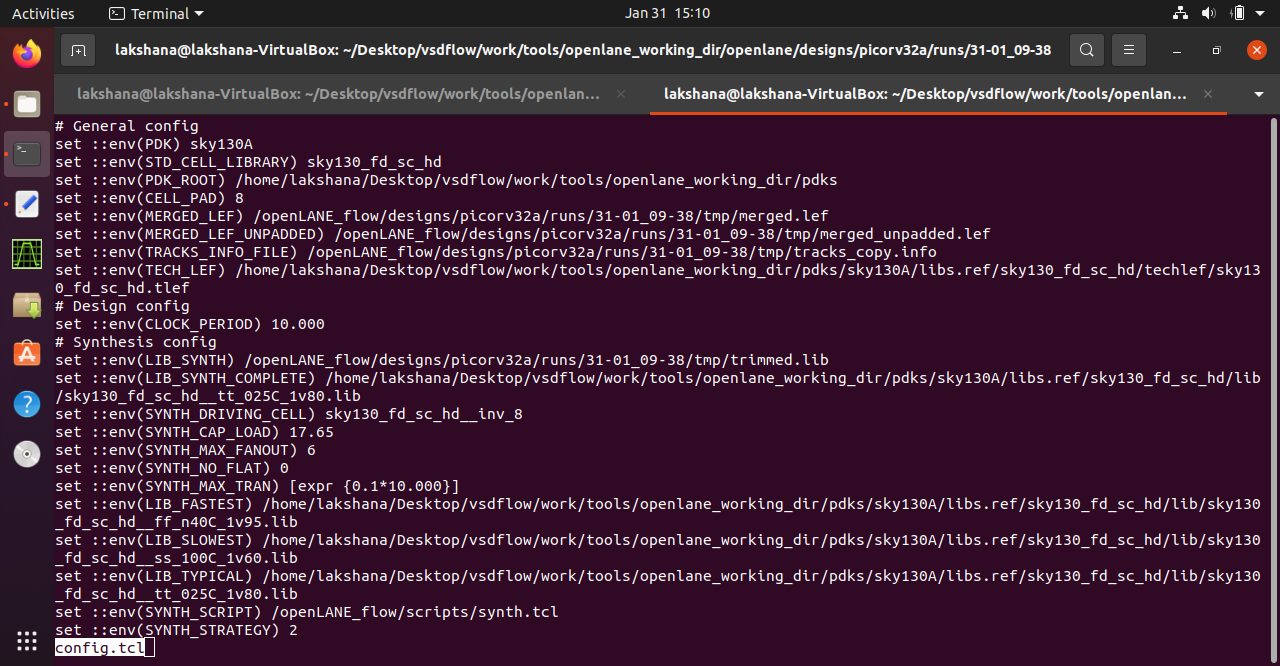 Activities
Terminal
Jan 31 15:10
lakshana@lakshana-VirtualBox: ~/Desktop/vsdflow/work/tools/openlane_working_dir/openlane/designs/picorv32a/runs/31-01_09-38
lakshana@lakshana-VirtualBox: ~/Desktop/vsdflow/work/tools/openlan...
lakshana@lakshana-VirtualBox: ~/Desktop/vsdflow/work/tools/openlan...
# General config
set ::env(PDK) sky130A
set ::env(STD_CELL_LIBRARY) sky130_fd_sc_hd
set ::env(PDK_ROOT) /home/lakshana/Desktop/vsdflow/work/tools/openlane_working_dir/pdks
set ::env(CELL_PAD) 8
set ::env(MERGED_LEF) /openLANE_flow/designs/picorv32a/runs/31-01_09-38/tmp/merged.lef
set ::env(MERGED_LEF_UNPADDED) /openLANE_flow/designs/picorv32a/runs/31-01_09-38/tmp/merged_unpadded.lef
set ::env(TRACKS_INFO_FILE) /openLANE_flow/designs/picorv32a/runs/31-01_09-38/tmp/tracks_copy.info
set ::env(TECH_LEF) /home/lakshana/Desktop/vsdflow/work/tools/openlane_working_dir/pdks/sky130A/libs.ref/sky130_fd_sc_hd/techlef/sky13
0_fd_sc_hd.tlef
# Design config
set ::env(CLOCK_PERIOD) 10.000
# Synthesis config
set ::env(LIB_SYNTH) /openLANE_flow/designs/picorv32a/runs/31-01_09-38/tmp/trimmed.lib
set ::env(LIB_SYNTH_COMPLETE) /home/lakshana/Desktop/vsdflow/work/tools/openlane_working_dir/pdks/sky130A/libs.ref/sky130_fd_sc_hd/lib
/sky130_fd_sc_hd__tt_025C_1v80.lib
set ::env(SYNTH_DRIVING_CELL) sky130_fd_sc_hd__inv_8
set ::env(SYNTH_CAP_LOAD) 17.65
set ::env(SYNTH_MAX_FANOUT) 6
set ::env(SYNTH_NO_FLAT) 0
set ::env(SYNTH_MAX_TRAN) [expr {0.1*10.000}]
set ::env(LIB_FASTEST) /home/lakshana/Desktop/vsdflow/work/tools/openlane_working_dir/pdks/sky130A/libs.ref/sky130_fd_sc_hd/lib/sky130
_fd_sc_hd__ff_n40C_1v95.lib
set ::env(LIB_SLOWEST) /home/lakshana/Desktop/vsdflow/work/tools/openlane_working_dir/pdks/sky130A/libs.ref/sky130_fd_sc_hd/lib/sky130
_fd_sc_hd__ss_100C_1v60.lib
set ::env(LIB_TYPICAL) /home/lakshana/Desktop/vsdflow/work/tools/openlane_working_dir/pdks/sky130A/libs.ref/sky130_fd_sc_hd/lib/sky130
_fd_sc_hd__tt_025C_1v80.lib
set ::env(SYNTH_SCRIPT) /openLANE_flow/scripts/synth.tcl
set ::env(SYNTH_STRATEGY) 2
config.tcl